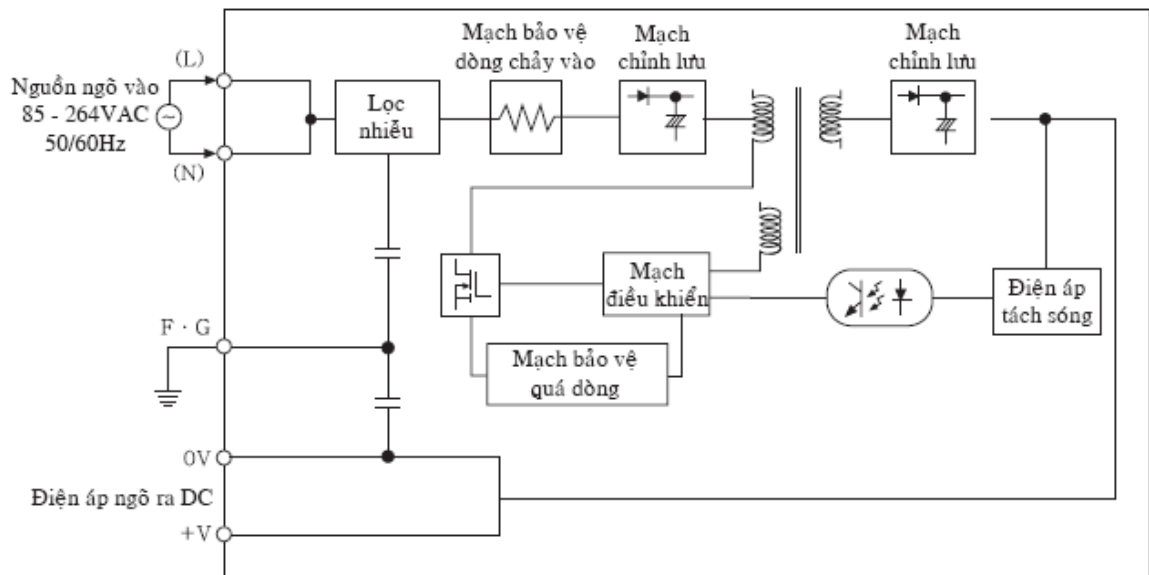 Mạch bảo vệ
dòng chảy vào
Mạch
chỉnh lưu
Mạch
chỉnh lưu
(L)
Nguồn ngõ vào
85 - 264VAC
50/60Hz
(N)
Lọc
nhiễu
Mạch
điều khiển
Điện áp
tách sóng
F · G
Mạch bảo vệ
quá dòng
0V
Điện áp ngõ ra DC
+V